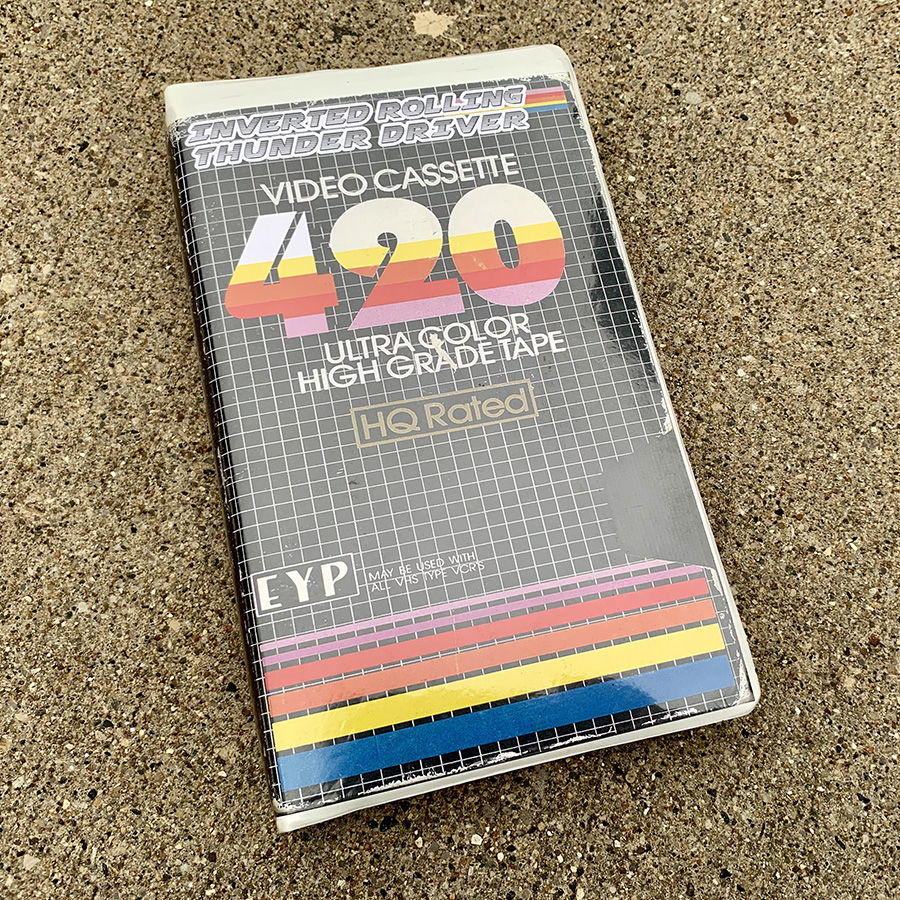 INVERTED ROLLING
THUNDER DRIVER
VIDEO CASSETTE
420
ULTRA COLOR
HIGH GRADE TAPE
HQ Rated
EYP
MAY BE USED WITH
ALL VHS TYPE VCR'S